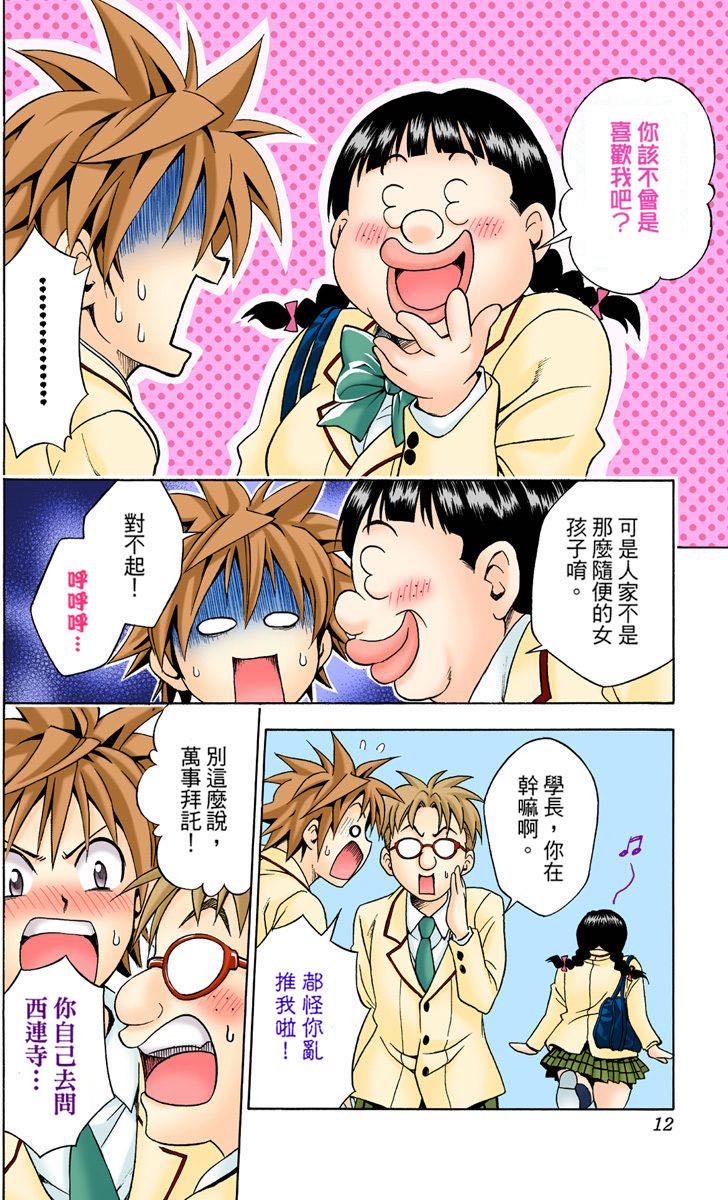 你該不會是
喜歡我吧？
…………
可是人家不是
那麼隨便的女
孩子唷。
對不起！
呼呼呼…
學長，你在
幹嘛啊。
都怪你亂
推我啦！
別這麼說，
萬事拜託！
你自己去問
西連寺…
12